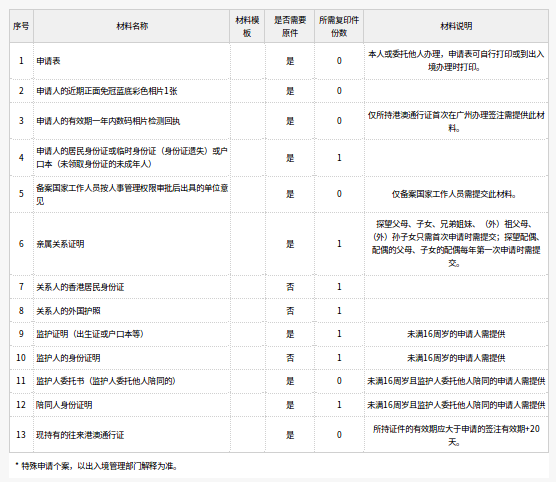 序号 材料名称 材料模板 是否需要原件 所需复印件份数 材料说明
1 申请表 是 0 本人或委托他人办理，申请表可自行打印或到出入境办理时打印。
2 申请人的近期正面免冠蓝底彩色相片1张 是 0
3 申请人的有效期一年内数码相片检测回执 是 0 仅所持港澳通行证首次在广州办理签注需提供此材料。
4 申请人的居民身份证或临时身份证（身份证遗失）或户口本（未领取身份证的未成年人） 是 1
5 备案国家工作人员按人事管理权限审批后出具的单位意见 是 0 仅备案国家工作人员需提交此材料。
6 亲属关系证明 是 1 探望父母、子女、兄弟姐妹、（外）祖父母、（外）孙子女只需首次申请时需提交；探望配偶、配偶的父母、子女的配偶每年第一次申请时需提交。
7 关系人的香港居民身份证 否 1
8 关系人的外国护照 否 1
9 监护证明（出生证或户口本等） 是 1 未满16周岁的申请人需提供
10 监护人的身份证明 否 1 未满16周岁的申请人需提供
11 监护人委托书（监护人委托他人陪同的） 是 0 未满16周岁且监护人委托他人陪同的申请人需提供
12 陪同人身份证明 是 1 未满16周岁且监护人委托他人陪同的申请人需提供
13 现持有的往来港澳通行证 是 0 所持证件的有效期应大于申请的签注有效期+20天。
* 特殊申请个案，以出入境管理部门解释为准。